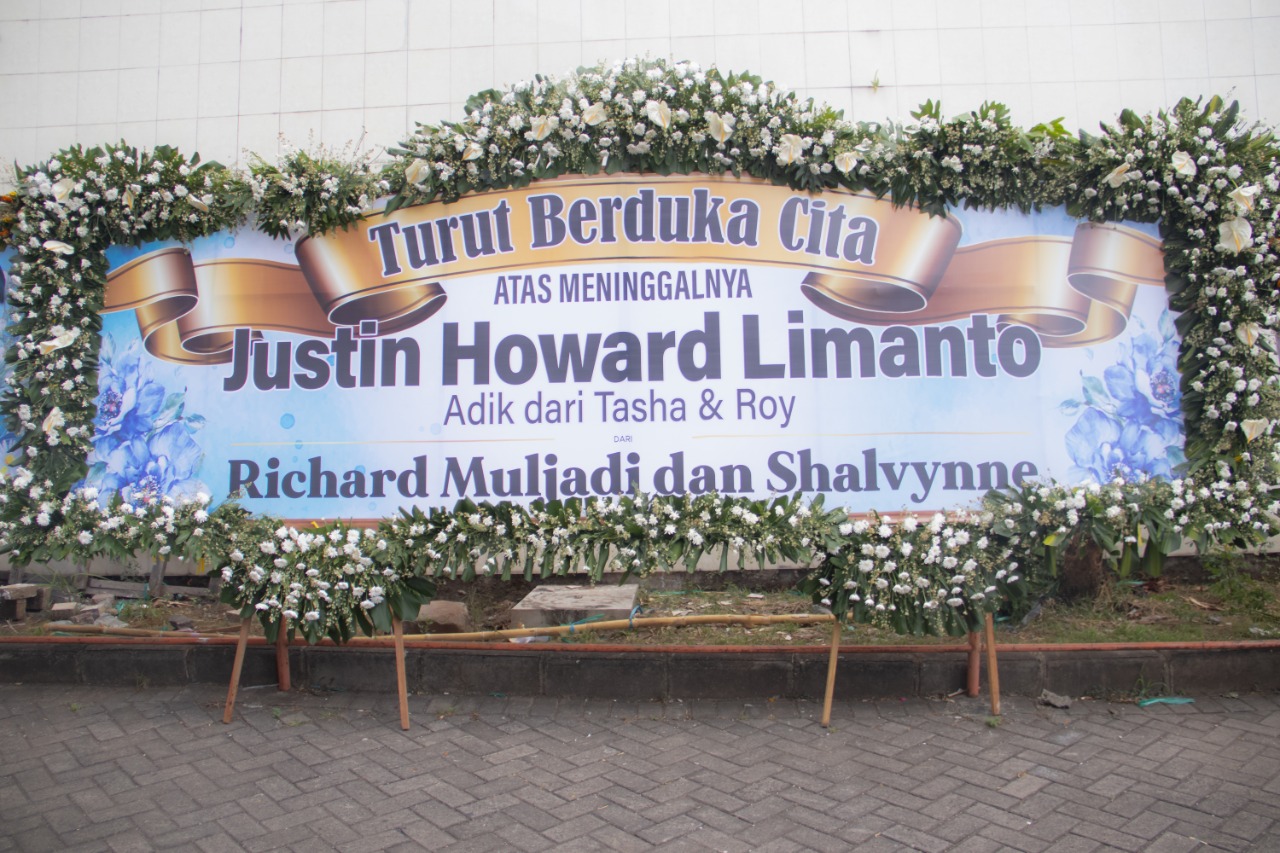 Turut Berduka Cita
ATAS MENINGGALNYA
Justin Howard Limanto
Adik dari Tasha & Roy
DARI
Richard Muljadi dan Shalvynne